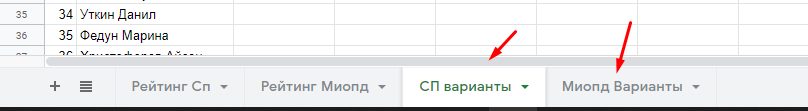 35 34 Уткин Данил
36 35 Федун Марина
Рейтинг Сп Рейтинг Миопд СП варианты Миопд Варианты